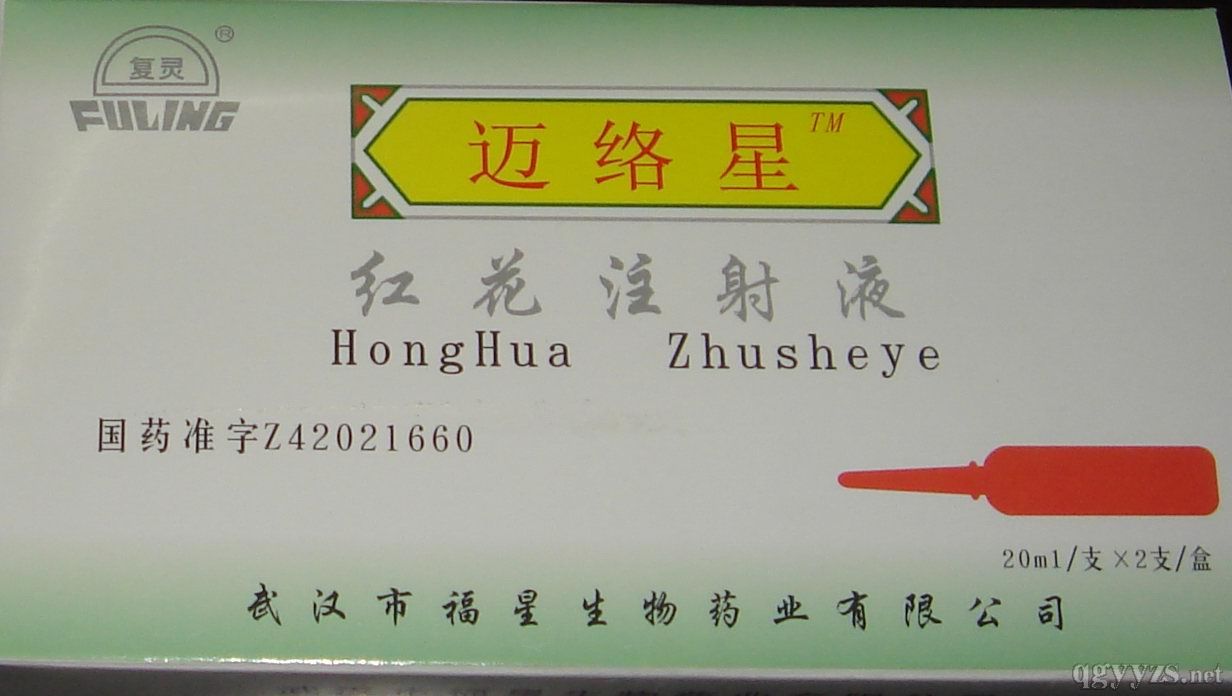 复灵®
FULING
迈络星TM
红花注射液
HongHua Zhusheye
国药准字Z42021660
20ml/支×2支/盒
武汉市福星生物药业有限公司
qgyyzs.net